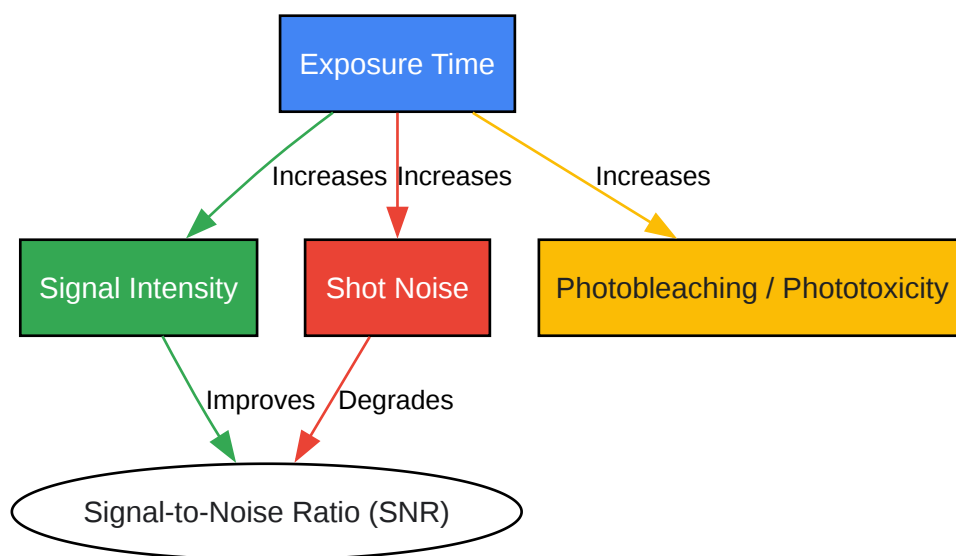 Exposure Time
Increases
Increases
Increases
Signal Intensity
Shot Noise
Photobleaching / Phototoxicity
Improves
Degrades
Signal-to-Noise Ratio (SNR)